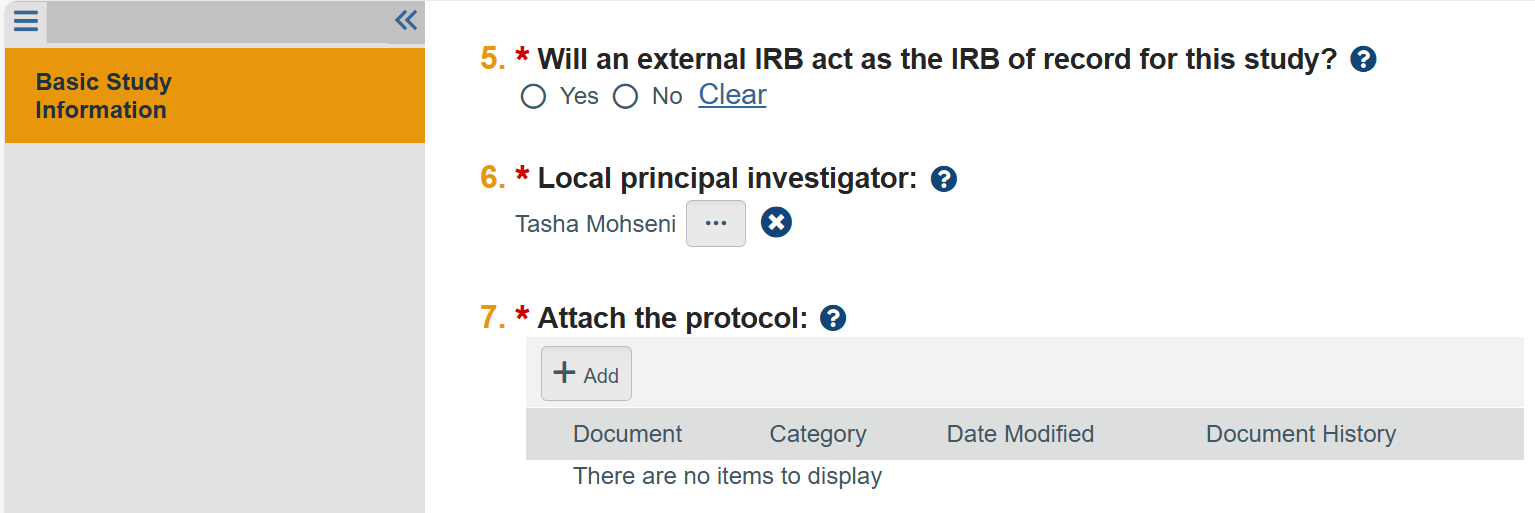 Basic Study
Information
5. * Will an external IRB act as the IRB of record for this study? ?
Yes No Clear
6. * Local principal investigator: ?
Tasha Mohseni ...
7. * Attach the protocol: ?
+ Add
Document Category Date Modified Document History
There are no items to display